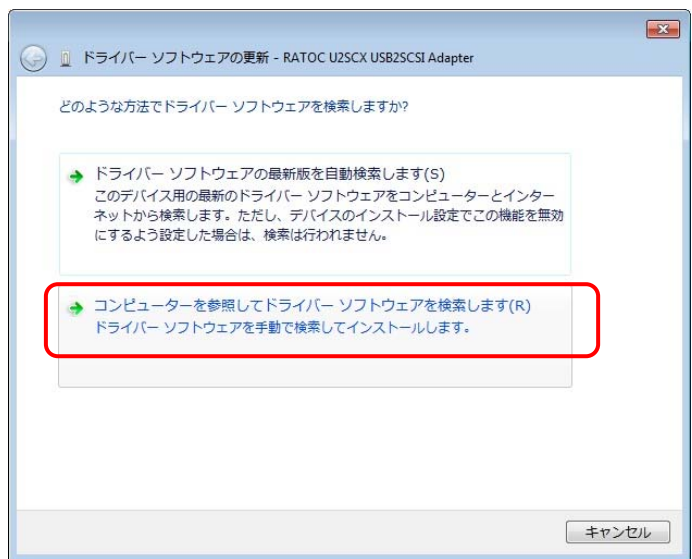 ドライバー ソフトウェアの更新 - RATOC U2SCX USB2SCSI Adapter
どのような方法でドライバー ソフトウェアを検索しますか?
ドライバー ソフトウェアの最新版を自動検索します(S)
このデバイス用の最新のドライバー ソフトウェアをコンピューターとインター
ネットから検索します。ただし、デバイスのインストール設定でこの機能を無効
にするよう設定した場合は、検索は行われません。
コンピューターを参照してドライバー ソフトウェアを検索します(R)
ドライバー ソフトウェアを手動で検索してインストールします。
キャンセル